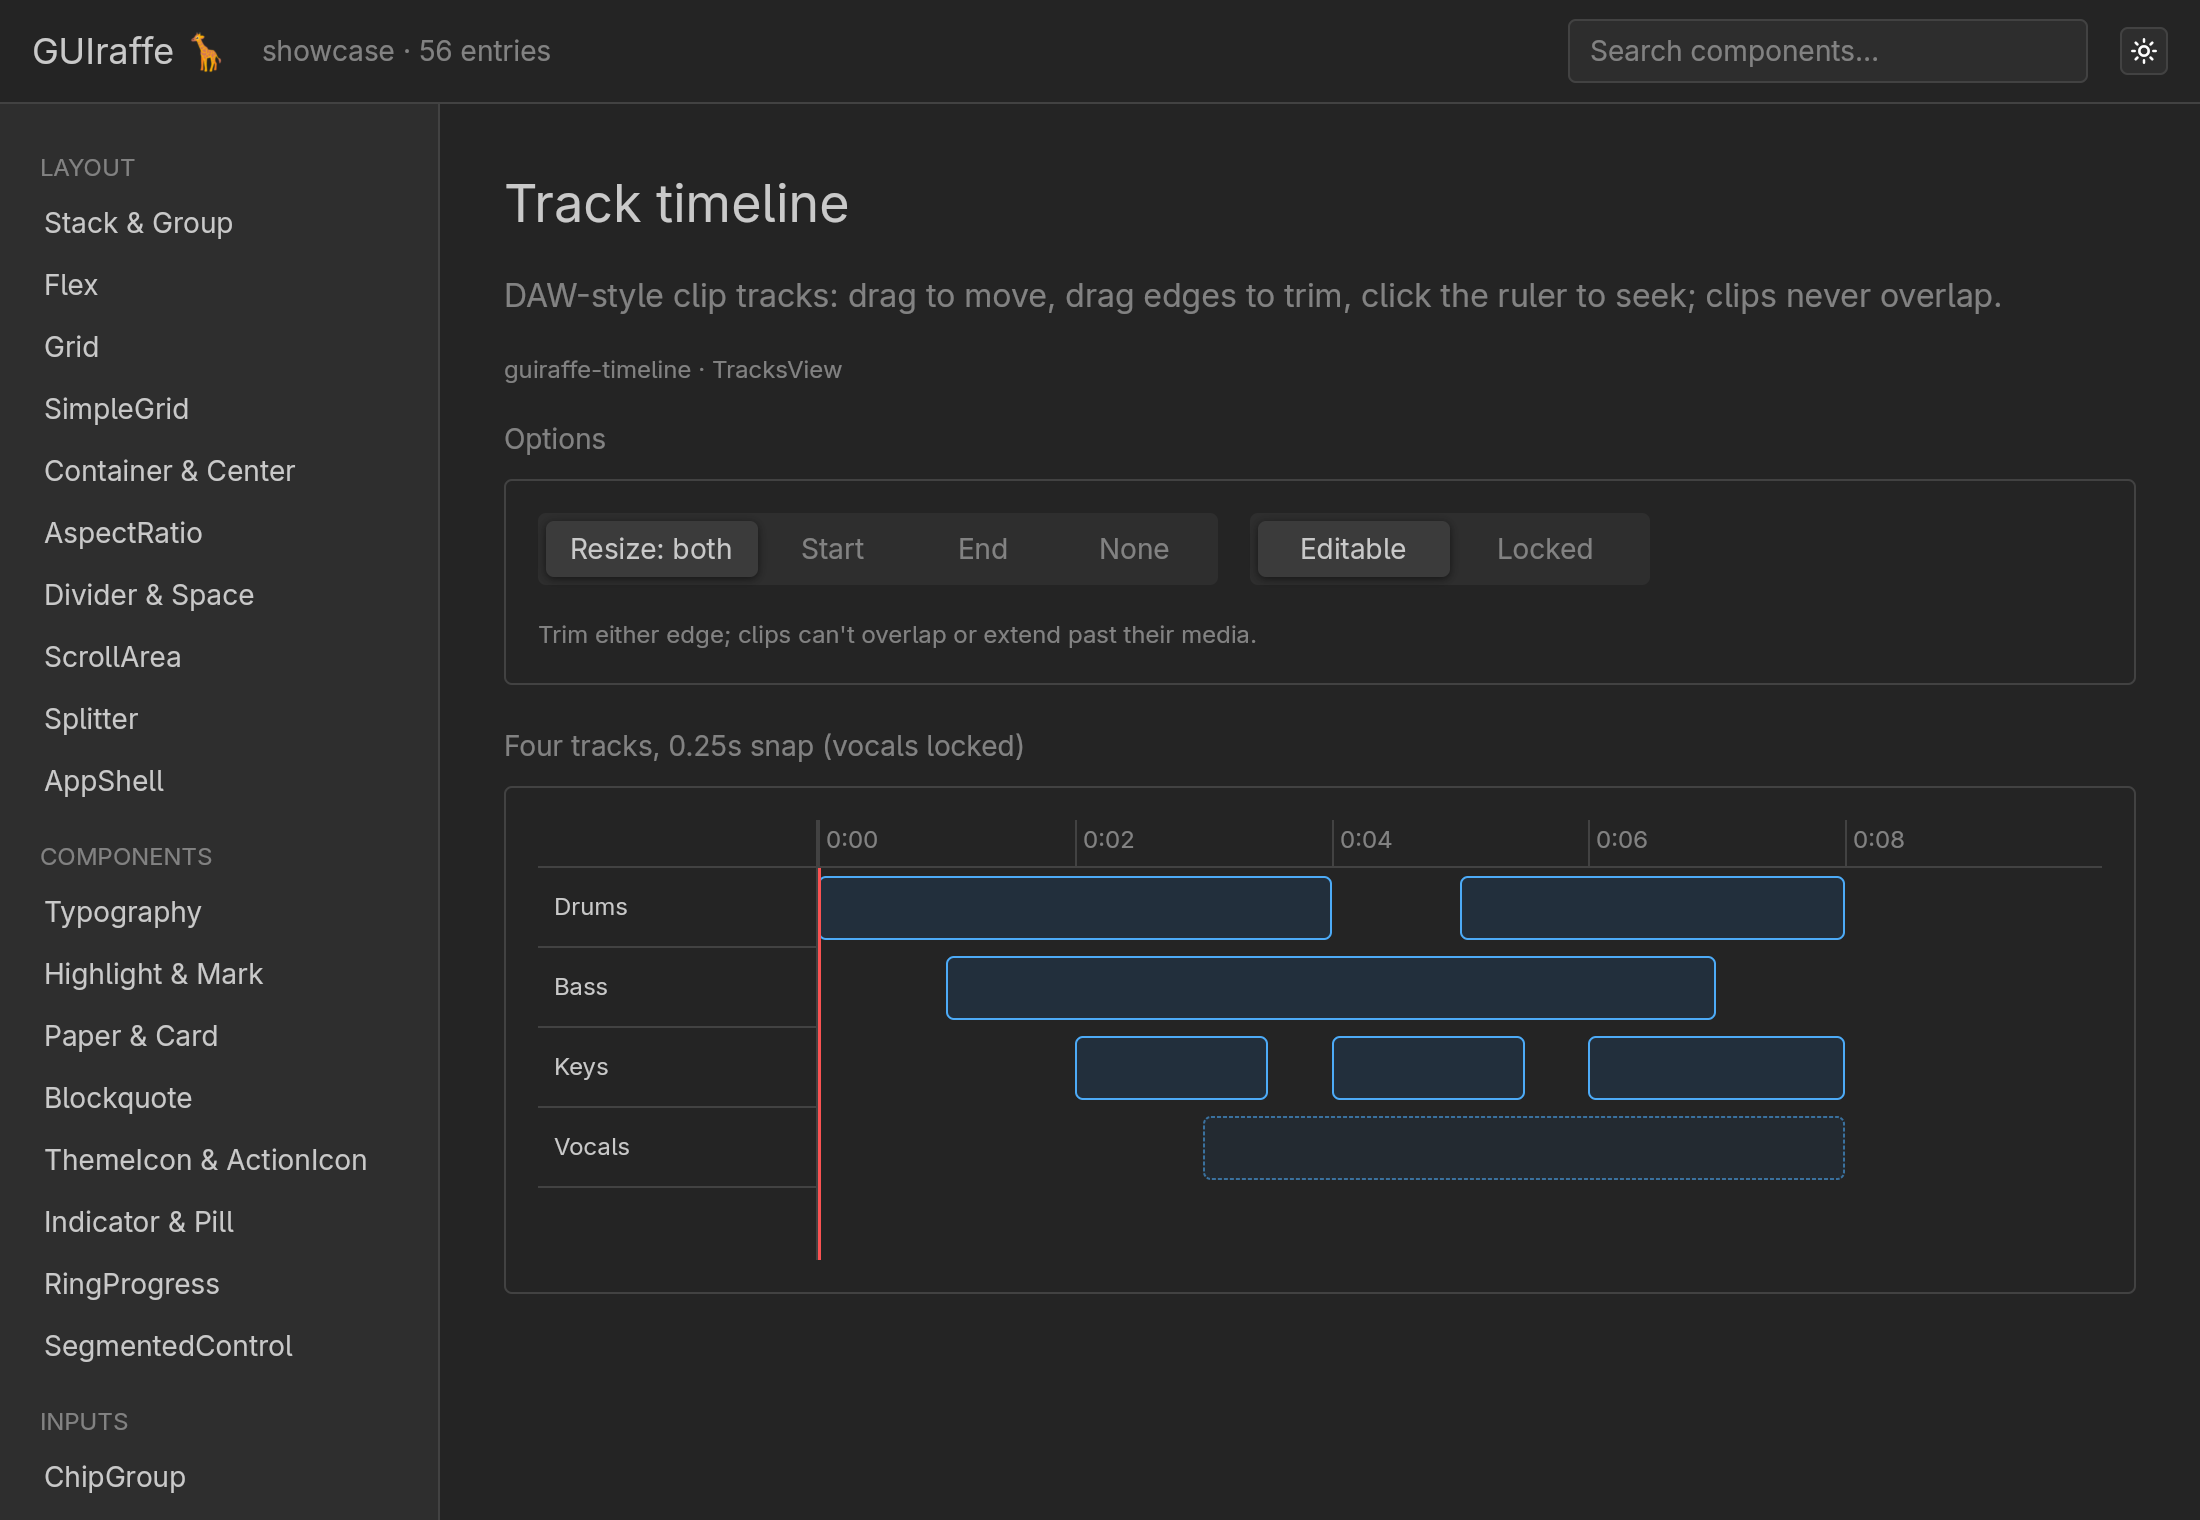 GUIraffe 🦒 showcase · 56 entries
Search components...
LAYOUT
Stack & Group
Flex
Grid
SimpleGrid
Container & Center
AspectRatio
Divider & Space
ScrollArea
Splitter
AppShell
COMPONENTS
Typography
Highlight & Mark
Paper & Card
Blockquote
ThemeIcon & ActionIcon
Indicator & Pill
RingProgress
SegmentedControl
INPUTS
ChipGroup
Track timeline
DAW-style clip tracks: drag to move, drag edges to trim, click the ruler to seek; clips never overlap.
guiraffe-timeline · TracksView
Options
Resize: both Start End None Editable Locked
Trim either edge; clips can't overlap or extend past their media.
Four tracks, 0.25s snap (vocals locked)
0:00 0:02 0:04 0:06 0:08
Drums
Bass
Keys
Vocals